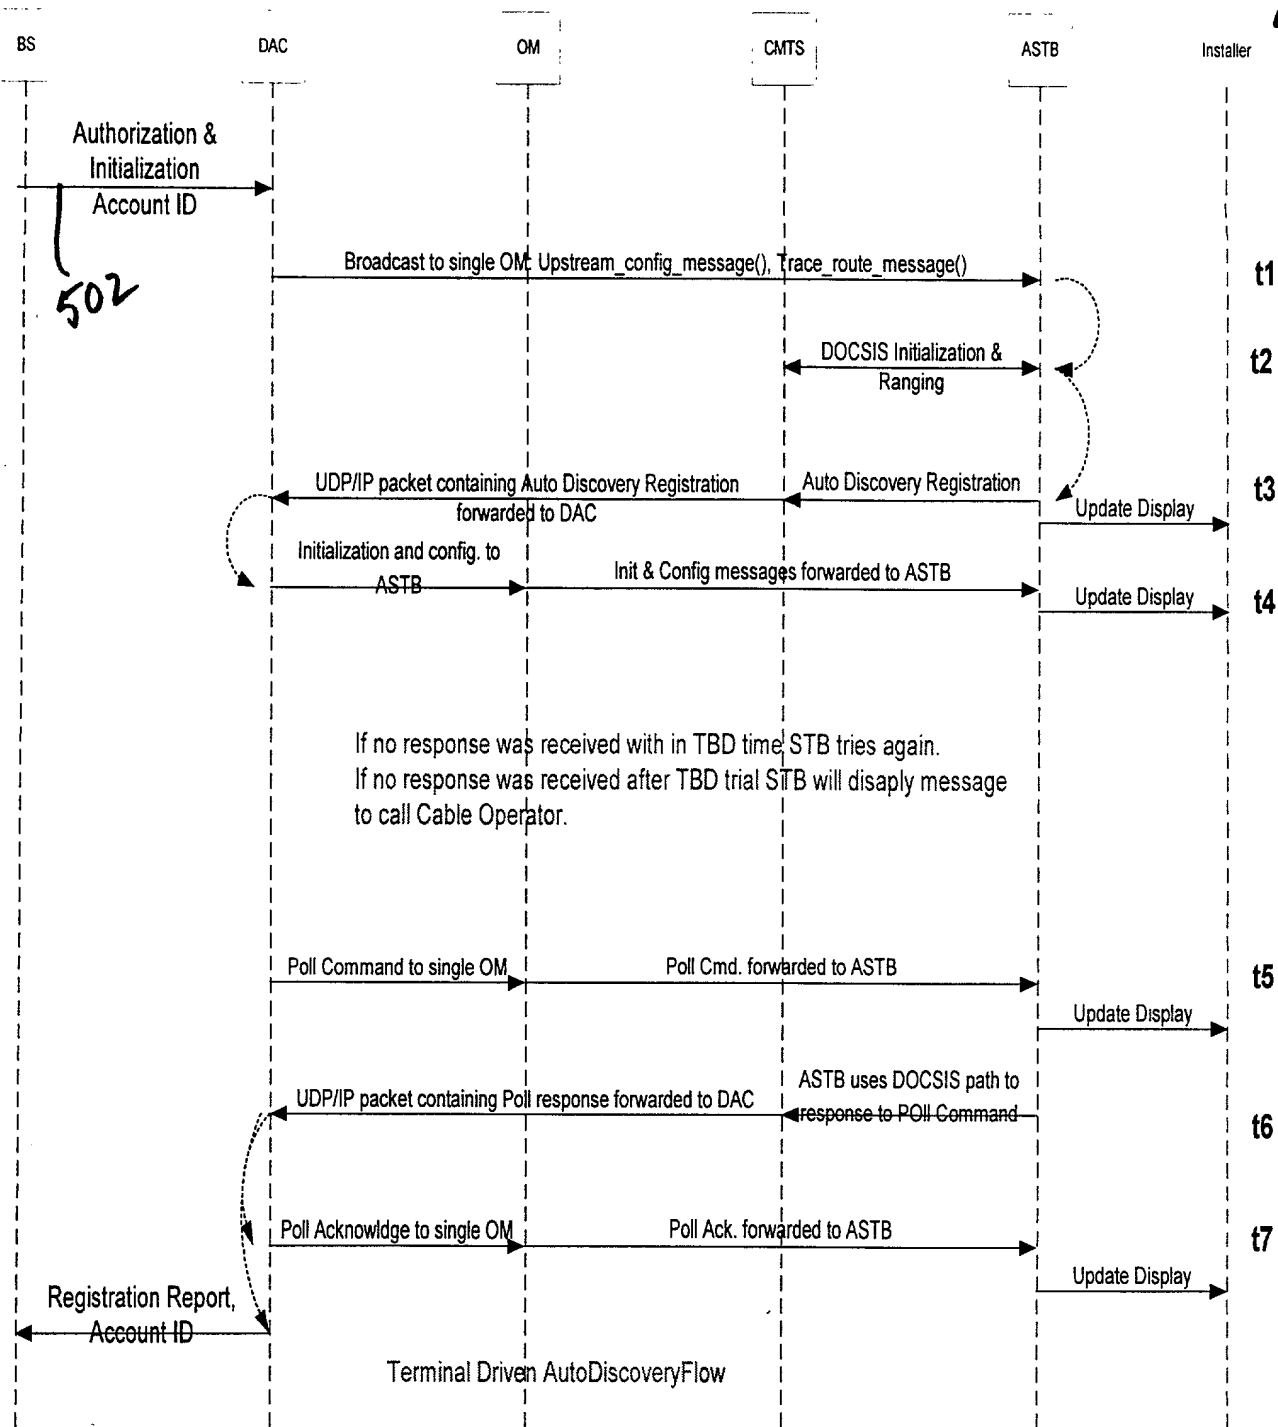 BS
DAC
OM
CMTS
ASTB
Installer
Authorization &
Initialization
Account ID
502
Broadcast to single OM: Upstream_config_message(), Trace_route_message()
t1
DOCSIS Initialization &
Ranging
t2
UDP/IP packet containing Auto Discovery Registration
forwarded to DAC
Auto Discovery Registration
t3
Update Display
Initialization and config. to
ASTB
Init & Config messages forwarded to ASTB
Update Display
t4
If no response was received with in TBD time STB tries again.
If no response was received after TBD trial STB will disaply message
to call Cable Operator.
Poll Command to single OM
Poll Cmd. forwarded to ASTB
t5
Update Display
UDP/IP packet containing Poll response forwarded to DAC
ASTB uses DOCSIS path to
response to POll Command
t6
Poll Acknowldge to single OM
Poll Ack. forwarded to ASTB
t7
Update Display
Registration Report,
Account ID
Terminal Driven AutoDiscoveryFlow